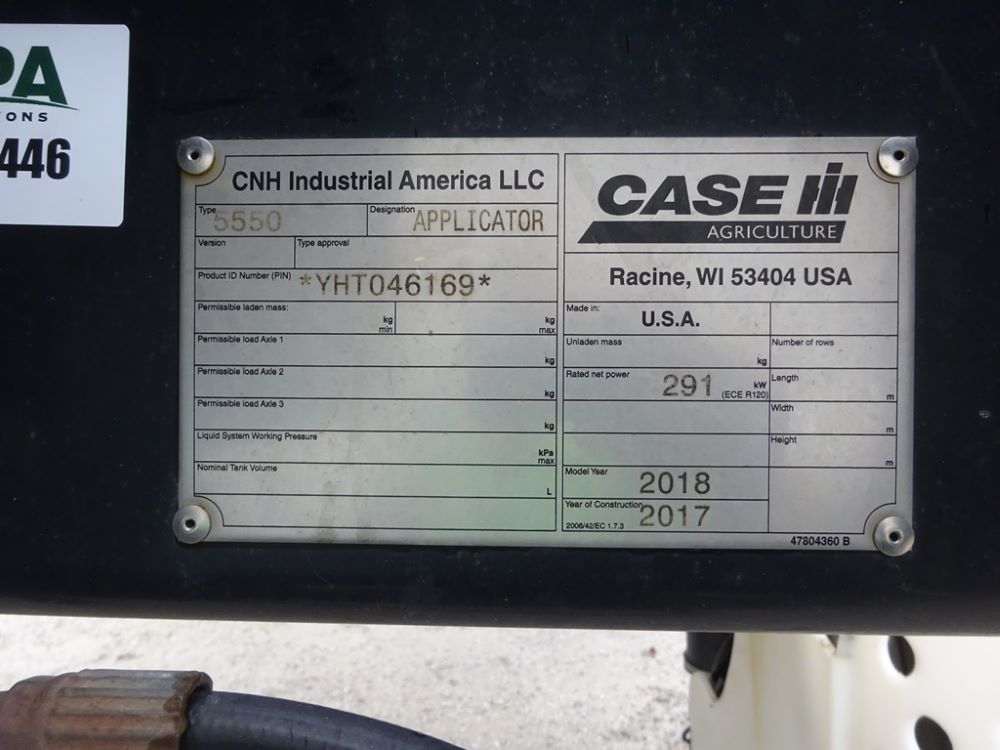 PA
ONS
446
CNH Industrial America LLC
Type 5550
Designation APPLICATOR
Version
Type approval
Product ID Number (PIN) *YHT046169*
Permissible laden mass:
kg min
kg max
Permissible load Axle 1
kg
Permissible load Axle 2
kg
Permissible load Axle 3
kg
Liquid System Working Pressure
kPa max
Nominal Tank Volume
L
CASE IH
AGRICULTURE
Racine, WI 53404 USA
Made in:
U.S.A.
Unladen mass
kg
Number of rows
Rated net power 291 kW
(ECE R120)
Length
m
Width
m
Height
m
Model Year 2018
Year of Construction 2017
2006/42/EC 1.7.3
47804360 B